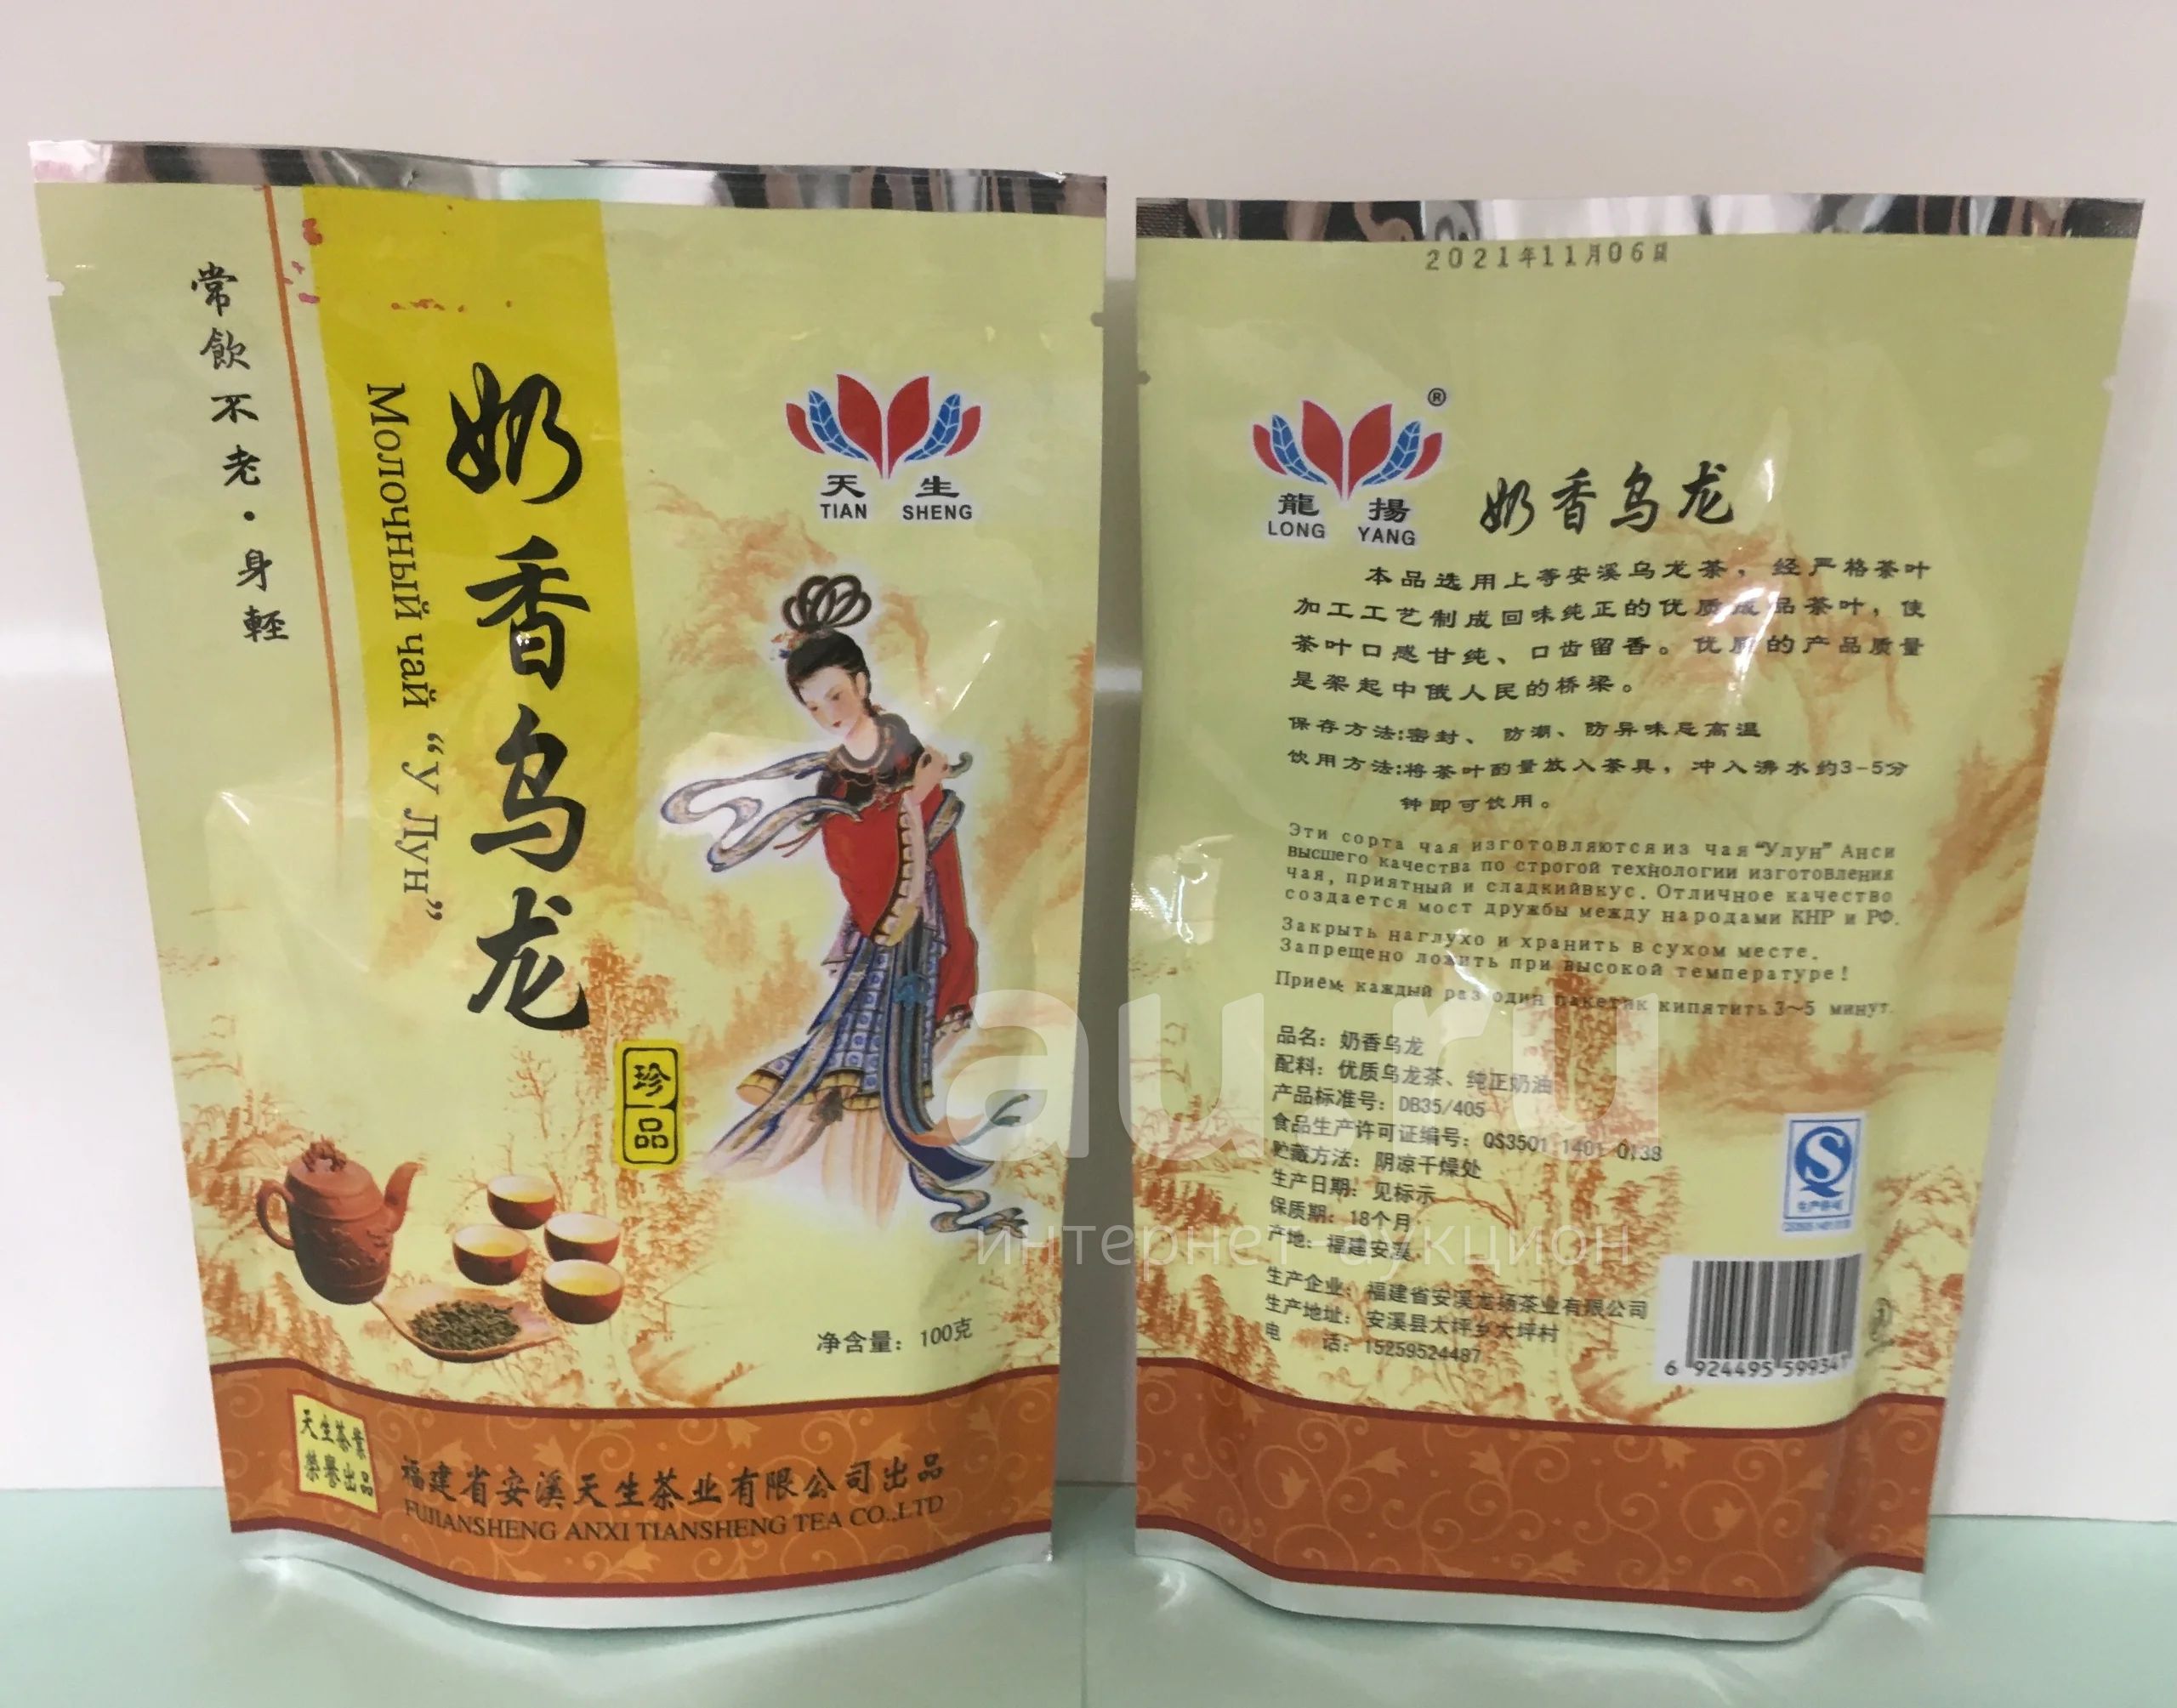 常飲不老·身輕
奶香乌龙
Молочный чай “У Лун”
天生
TIAN SHENG
珍品
净含量：100克
天生茶業
榮譽出品
福建省安溪天生茶业有限公司出品
FUJIANSHENG ANXI TIANSHENG TEA CO.,LTD
2021年11月06
®
龍揚
LONG YANG
奶香乌龙
本品选用上等安溪乌龙茶，经严格茶叶
加工工艺制成回味纯正的优质成品茶叶，使
茶叶口感甘纯、口齿留香。优质的产品质量
是架起中俄人民的桥梁。
保存方法:密封、防潮、防异味忌高温
饮用方法:将茶叶酌量放入茶具，冲入沸水约3-5分
钟即可饮用。
Эти сорта чая изготовляются из чая “Улун” Анси
высшего качества по строгой технологии изготовления
чая, приятный и сладкийвкус. Отличное качество
создается мост дружбы между народами КНР и РФ.
Закрыть наглухо и хранить в сухом месте.
Запрещено ложить при высокой температуре!
Приём: каждый раз один пакетик кипятить 3~5 минут.
品名：奶香乌龙
配料：优质乌龙茶、纯正奶油
产品标准号：DB35/405
食品生产许可证编号：QS3501 1401 0138
贮藏方法：阴凉干燥处
生产日期：见标示
保质期：18个月
产地：福建安溪
生产企业：福建省安溪龙扬茶业有限公司
生产地址：安溪县大坪乡大坪村
电 话：15259524487
生产许可
6 924495 599341
au.ru
интернет-аукцион